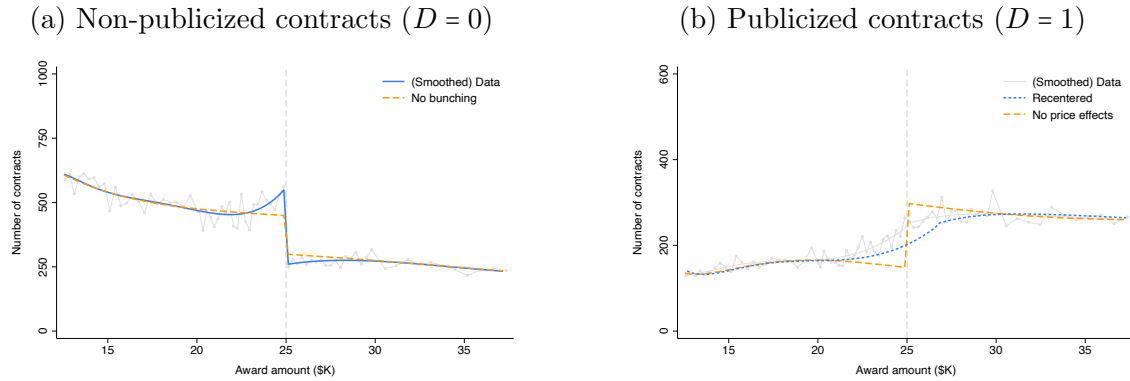 (a) Non-publicized contracts (D = 0)
(Smoothed) Data
No bunching
Number of contracts
1000
750
500
250
0
15
20
25
30
35
Award amount ($K)
(b) Publicized contracts (D = 1)
(Smoothed) Data
Recentered
No price effects
Number of contracts
600
400
200
0
15
20
25
30
35
Award amount ($K)